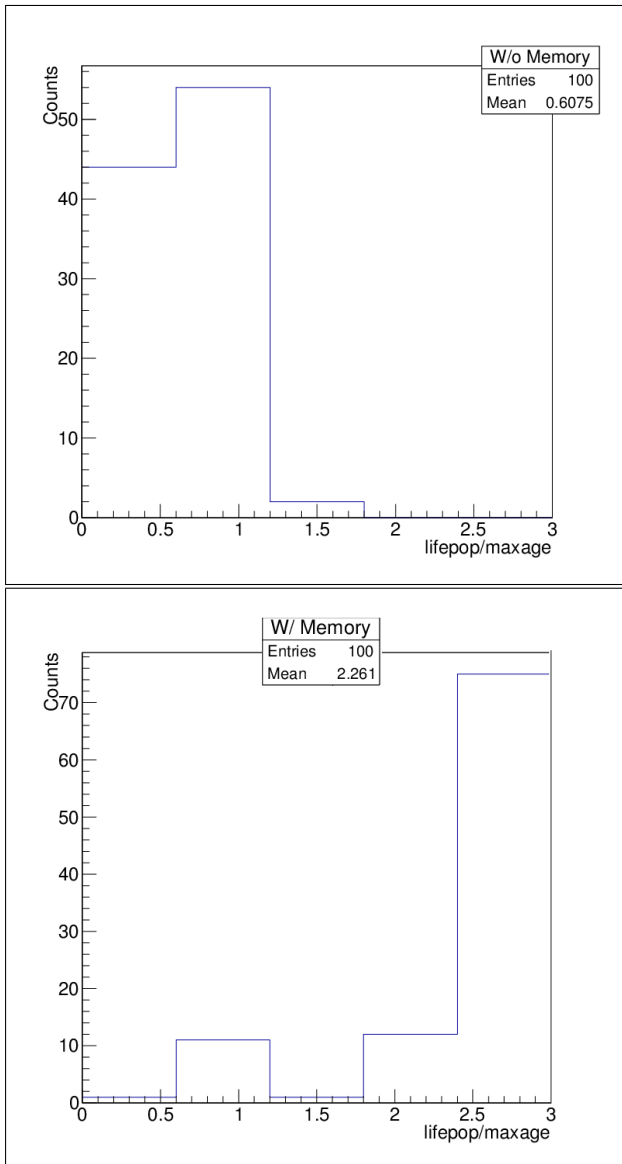 W/o Memory
Entries 100
Mean 0.6075
Counts
50
40
30
20
10
0
0 0.5 1 1.5 2 2.5 3
lifepop/maxage
W/ Memory
Entries 100
Mean 2.261
Counts
70
60
50
40
30
20
10
0
0 0.5 1 1.5 2 2.5 3
lifepop/maxage